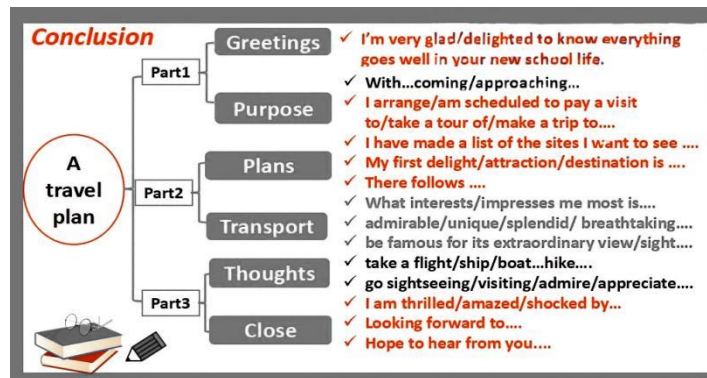 Conclusion
A
travel
plan
Part1
Greetings
Purpose
Part2
Plans
Transport
Part3
Thoughts
Close
✓ I'm very glad/delighted to know everything
goes well in your new school life.
✓ With...coming/approaching...
✓ I arrange/am scheduled to pay a visit
to/take a tour of/make a trip to....
✓ I have made a list of the sites I want to see ....
✓ My first delight/attraction/destination is ....
✓ There follows ....
✓ What interests/impresses me most is....
✓ admirable/unique/splendid/ breathtaking....
✓ be famous for its extraordinary view/sight....
✓ take a flight/ship/boat...hike....
✓ go sightseeing/visiting/admire/appreciate....
✓ I am thrilled/amazed/shocked by...
✓ Looking forward to....
✓ Hope to hear from you....